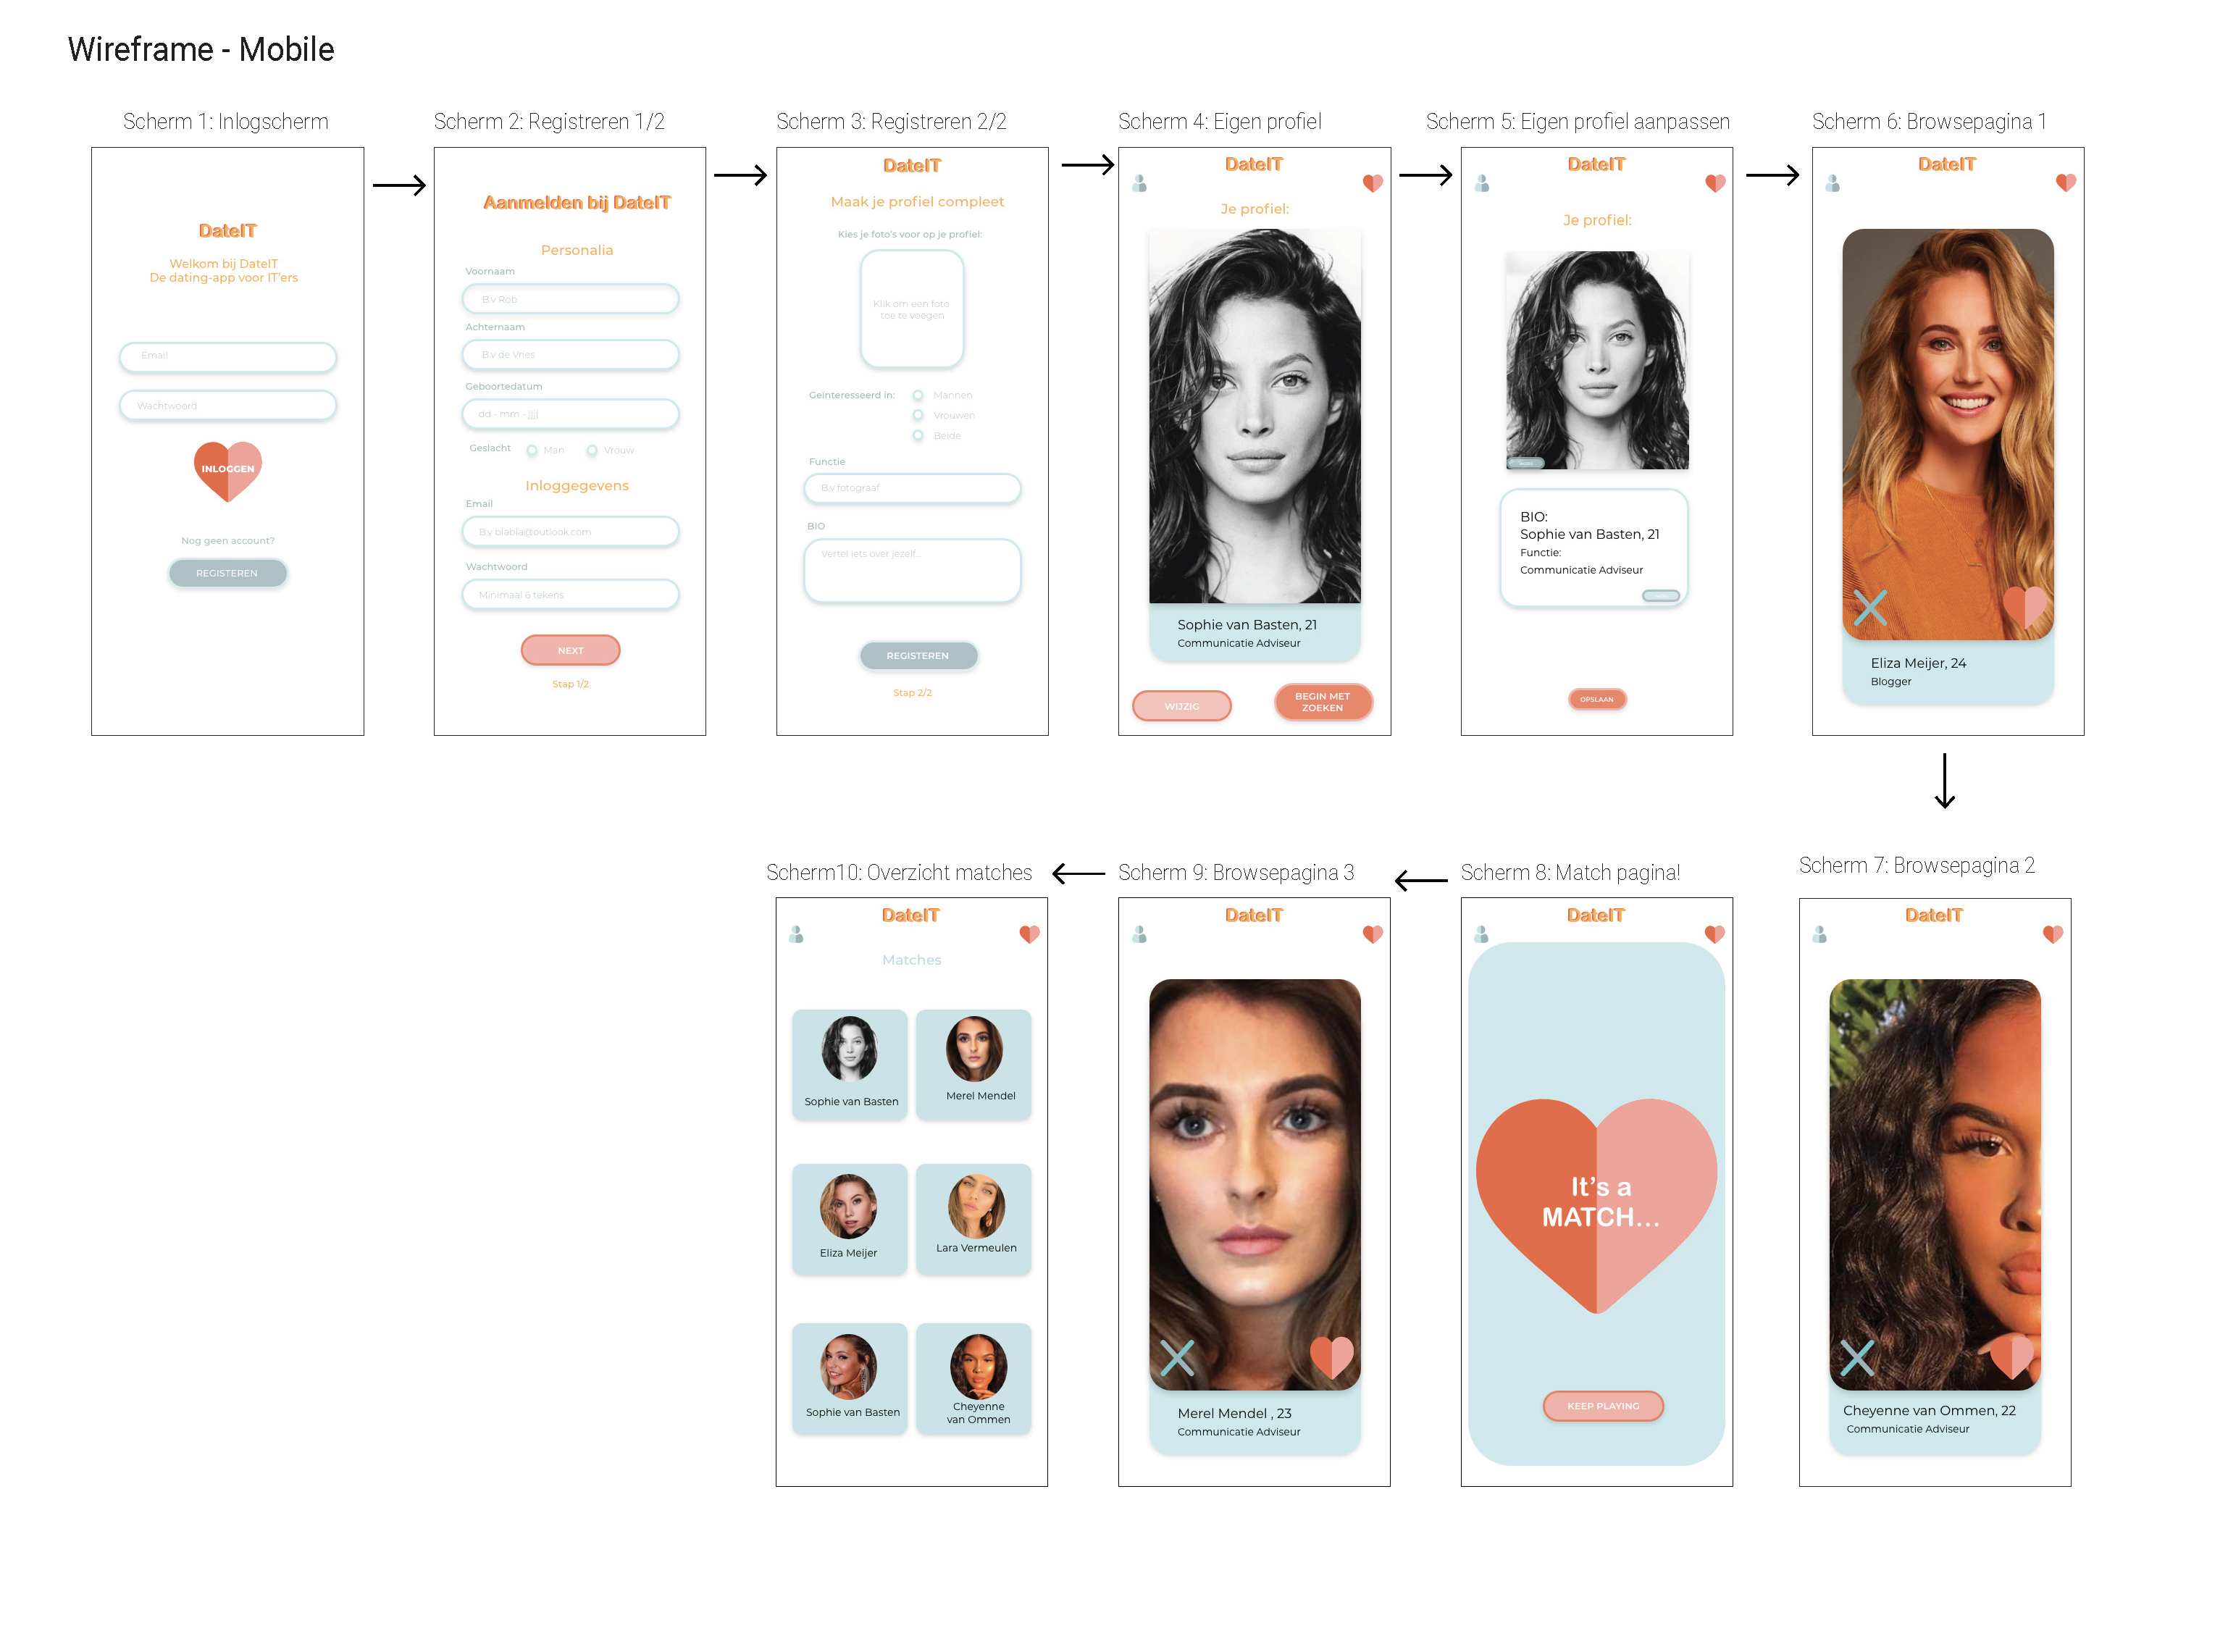 Wireframe - Mobile
Scherm 1: Inlogscherm
DateIT
Welkom bij DateIT
De dating-app voor IT'ers
Email
Wachtwoord
INLOGGEN
Nog geen account?
REGISTEREN
Scherm 2: Registreren 1/2
Aanmelden bij DateIT
Personalia
Voornaam
B.v Rob
Achternaam
B.v de Vries
Geboortedatum
dd - mm - jjjj
Geslacht
Man
Vrouw
Inloggegevens
Email
B.v blabla@outlook.com
Wachtwoord
Minimaal 6 tekens
NEXT
Stap 1/2
Scherm 3: Registreren 2/2
DateIT
Maak je profiel compleet
Kies je foto's voor op je profiel:
Klik om een foto
toe te voegen
Geïnteresseerd in:
Mannen
Vrouwen
Beide
Functie
B.v fotograaf
BIO
Vertel iets over jezelf...
REGISTEREN
Stap 2/2
Scherm 4: Eigen profiel
DateIT
Je profiel:
Sophie van Basten, 21
Communicatie Adviseur
WIJZIG
BEGIN MET
ZOEKEN
Scherm 5: Eigen profiel aanpassen
DateIT
Je profiel:
BIO:
Sophie van Basten, 21
Functie:
Communicatie Adviseur
OPSLAAN
Scherm 6: Browsepagina 1
DateIT
Eliza Meijer, 24
Blogger
Scherm 7: Browsepagina 2
DateIT
Cheyenne van Ommen, 22
Communicatie Adviseur
Scherm 8: Match pagina!
DateIT
It's a
MATCH...
KEEP PLAYING
Scherm 9: Browsepagina 3
DateIT
Merel Mendel , 23
Communicatie Adviseur
Scherm10: Overzicht matches
DateIT
Matches
Sophie van Basten
Merel Mendel
Eliza Meijer
Lara Vermeulen
Sophie van Basten
Cheyenne
van Ommen